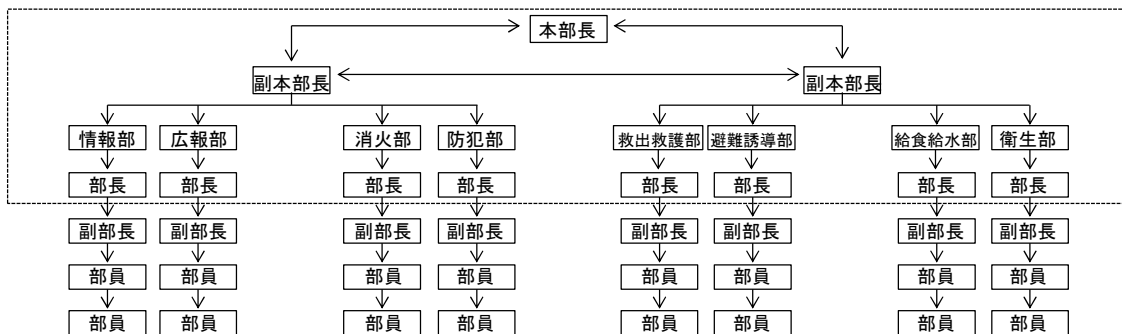 本部長
副本部長 副本部長
情報部 広報部 消火部 防犯部 救出救護部 避難誘導部 給食給水部 衛生部
部長 部長 部長 部長 部長 部長 部長 部長
副部長 副部長 副部長 副部長 副部長 副部長 副部長 副部長
部員 部員 部員 部員 部員 部員 部員 部員
部員 部員 部員 部員 部員 部員 部員 部員